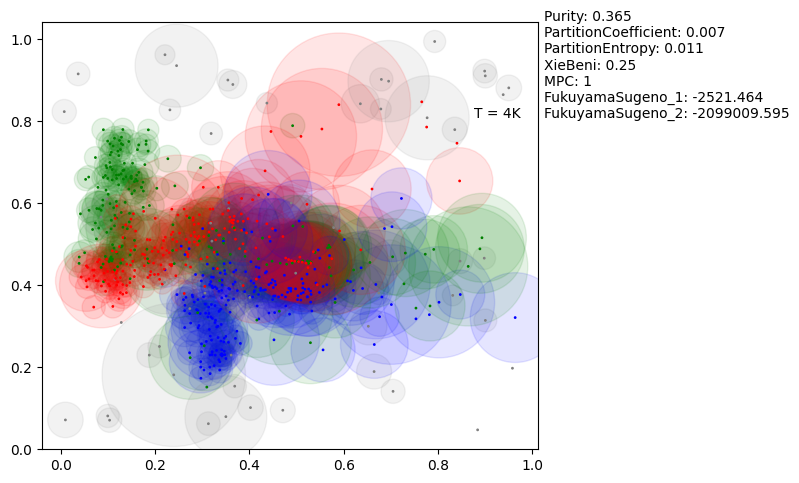 Purity: 0.365
PartitionCoefficient: 0.007
PartitionEntropy: 0.011
XieBeni: 0.25
MPC: 1
FukuyamaSugeno_1: -2521.464
FukuyamaSugeno_2: -2099009.595
T = 4K
1.0
0.8
0.6
0.4
0.2
0.0
0.0 0.2 0.4 0.6 0.8 1.0